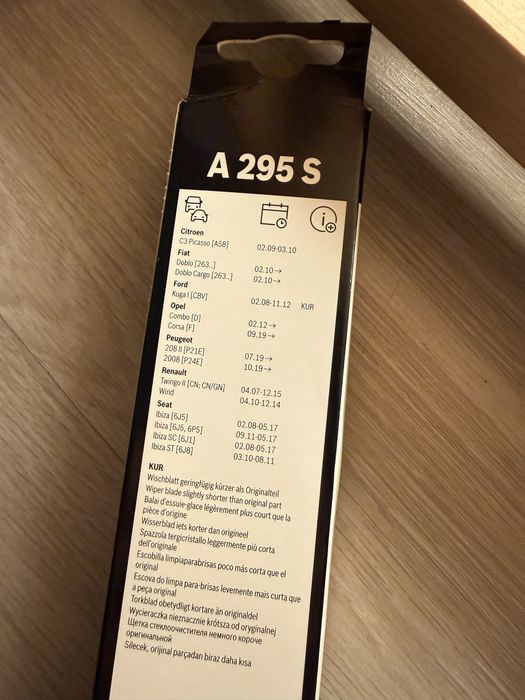 A 295 S
Citroen
C3 Picasso [A58] 02.09-03.10
Fiat
Doblo [263..] 02.10→
Doblo Cargo [263..] 02.10→
Ford
Kuga I [CBV] 02.08-11.12 KUR
Opel
Combo [D] 02.12→
Corsa [F] 09.19→
Peugeot
208 II [P21E] 07.19→
2008 [P24E] 10.19→
Renault
Twingo II [CN; CN/GN] 04.07-12.15
Wind 04.10-12.14
Seat
Ibiza [6J5] 02.08-05.17
Ibiza [6J5, 6P5] 09.11-05.17
Ibiza SC [6J1] 02.08-05.17
Ibiza ST [6J8] 03.10-08.11
KUR
Wischblatt geringfügig kürzer als Originalteil
Wiper blade slightly shorter than original part
Balai d'essuie-glace légèrement plus court que la
pièce d'origine
Wisserblad iets korter dan origineel
Spazzola tergicristallo leggermente più corta
dell'originale
Escobilla limpiaparabrisas poco más corta que el
original
Escova do limpa para-brisas levemente mais curta que
a peça original
Torkblad obetydligt kortare än originaldel
Wycieraczka nieznacznie krótsza od oryginalnej
Щетка стеклоочистителя немного короче
оригинальной
Silecek, orijinal parçadan biraz daha kısa